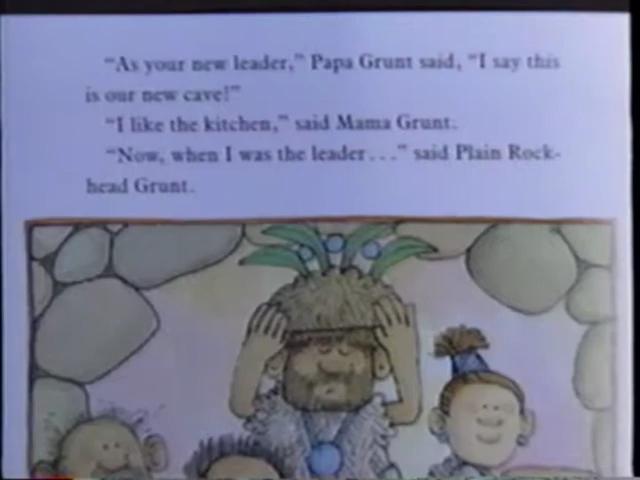 "As your new leader," Papa Grunt said, "I say this
is our new cave!"
"I like the kitchen," said Mama Grunt.
"Now, when I was the leader..." said Plain Rock-
head Grunt.